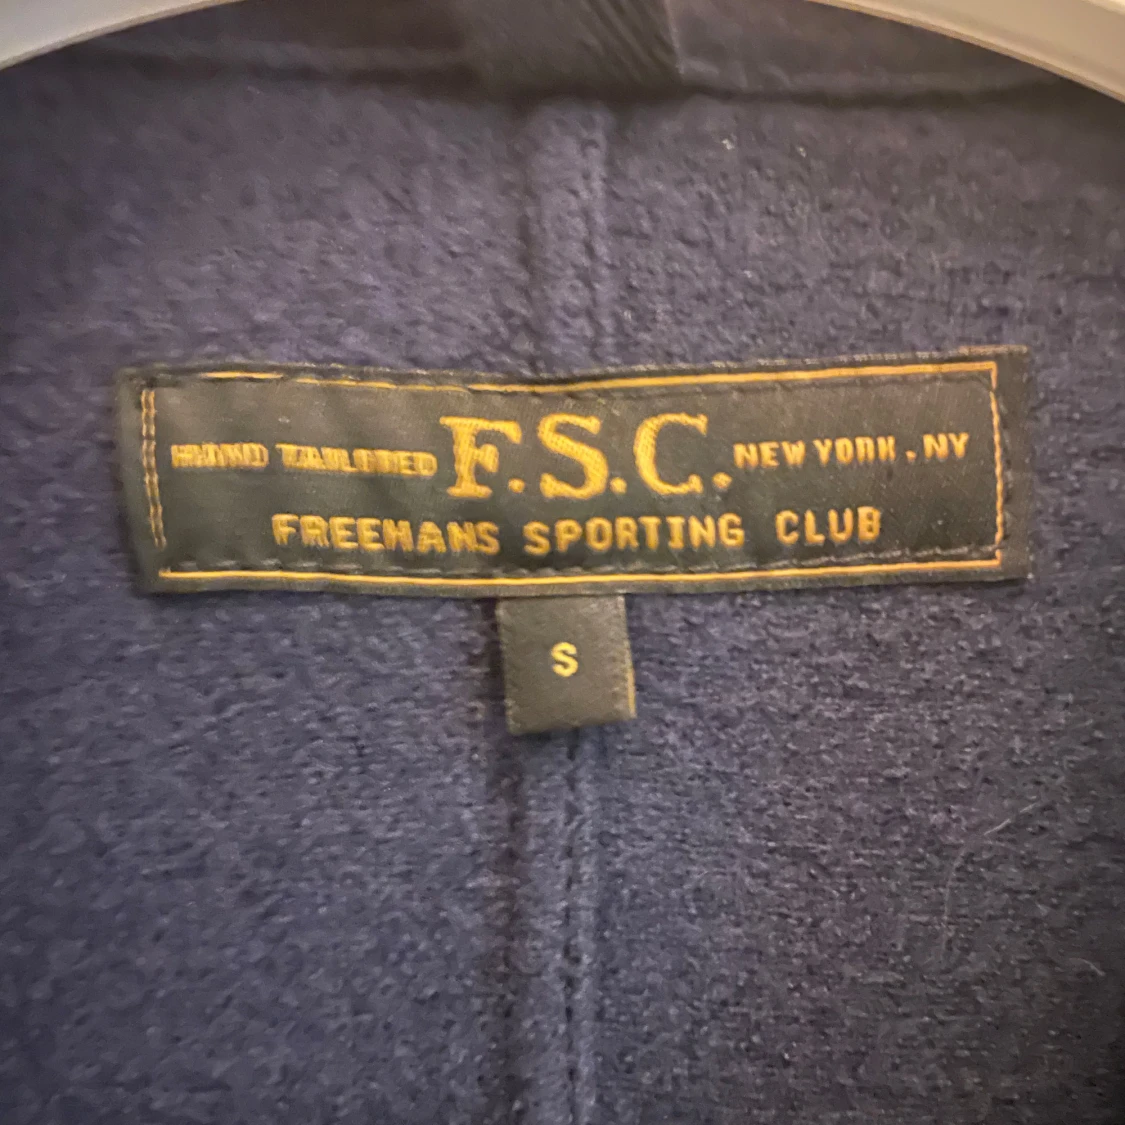 HAND TAILORED F.S.C. NEW YORK . NY
FREEMANS SPORTING CLUB
S